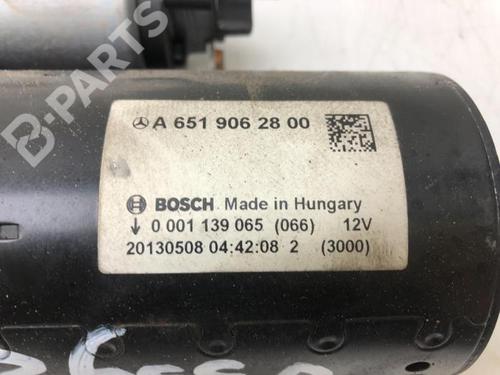 B-PARTS
A 651 906 28 00
BOSCH Made in Hungary
0 001 139 065 (066) 12V
20130508 04:42:08 2 (3000)